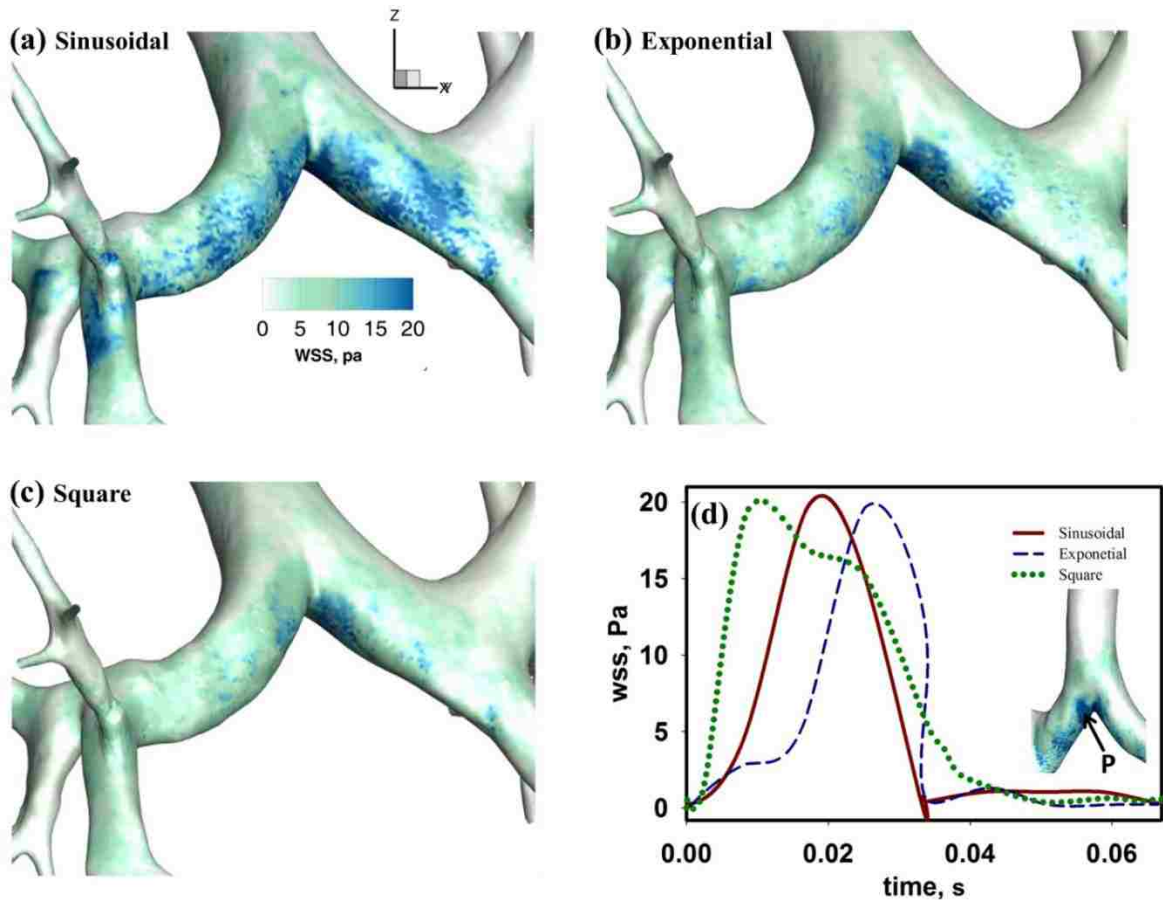 (a) Sinusoidal
Z
(b) Exponential
0 5 10 15 20
WSS, pa
(c) Square
(d)
Sinusoidal
Exponetial
Square
P
20
15
10
5
0
wss, Pa
0.00 0.02 0.04 0.06
time, s